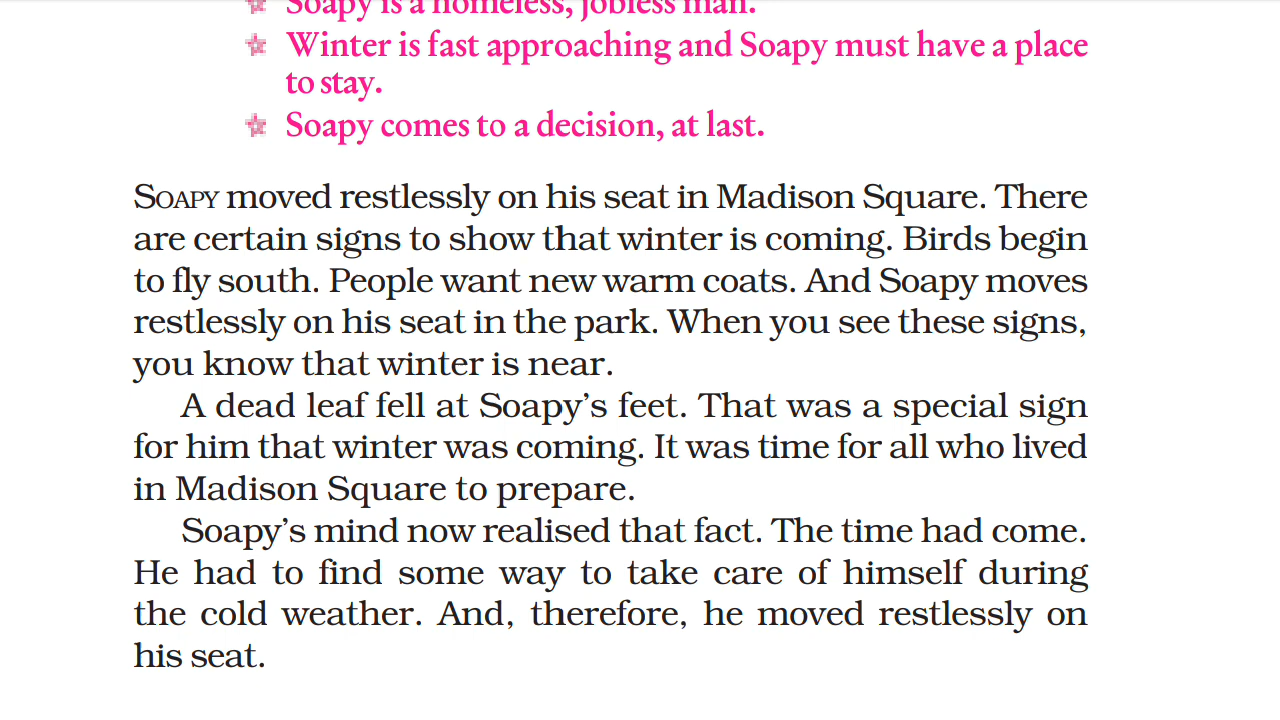 Soapy is a homeless, jobless man.
Winter is fast approaching and Soapy must have a place
to stay.
Soapy comes to a decision, at last.
SOAPY moved restlessly on his seat in Madison Square. There
are certain signs to show that winter is coming. Birds begin
to fly south. People want new warm coats. And Soapy moves
restlessly on his seat in the park. When you see these signs,
you know that winter is near.
A dead leaf fell at Soapy’s feet. That was a special sign
for him that winter was coming. It was time for all who lived
in Madison Square to prepare.
Soapy’s mind now realised that fact. The time had come.
He had to find some way to take care of himself during
the cold weather. And, therefore, he moved restlessly on
his seat.